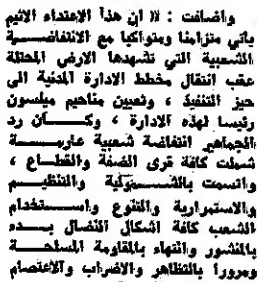 واضافت : « ان هذا الاعتداء الاثيم
يأتي متزامنا ومتواكبا مع الانتفاضة
الشعبية التي تشهدها الارض المحتلة
عقب انتقال مخطط الادارة المدنية الى
حيز التنفيذ ، وتعيين مناحيم ميلسون
رئيسا لهذه الادارة ، وكان رد
الجماهير انتفاضة شعبية عارمة
شملت كافة قرى الضفة والقطاع ،
واتسمت بالشمولية والتنظيم
والاستمرارية والتنوع واستخدام
الشعب كافة اشكال النضال بدء
بالمنشور وانتهاء بالمقاومة المسلحة
ومرورا بالتظاهر والاضراب والاعتصام